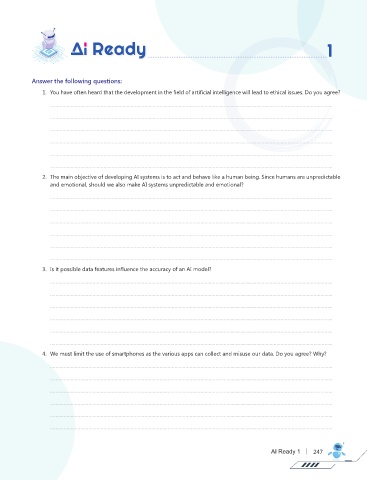 Ai Ready 1
Answer the following questions:
1. You have often heard that the development in the field of artificial intelligence will lead to ethical issues. Do you agree?
2. The main objective of developing AI systems is to act and behave like a human being. Since humans are unpredictable
and emotional, should we also make AI systems unpredictable and emotional?
3. Is it possible data features influence the accuracy of an AI model?
4. We must limit the use of smartphones as the various apps can collect and misuse our data. Do you agree? Why?
AI Ready 1 | 247